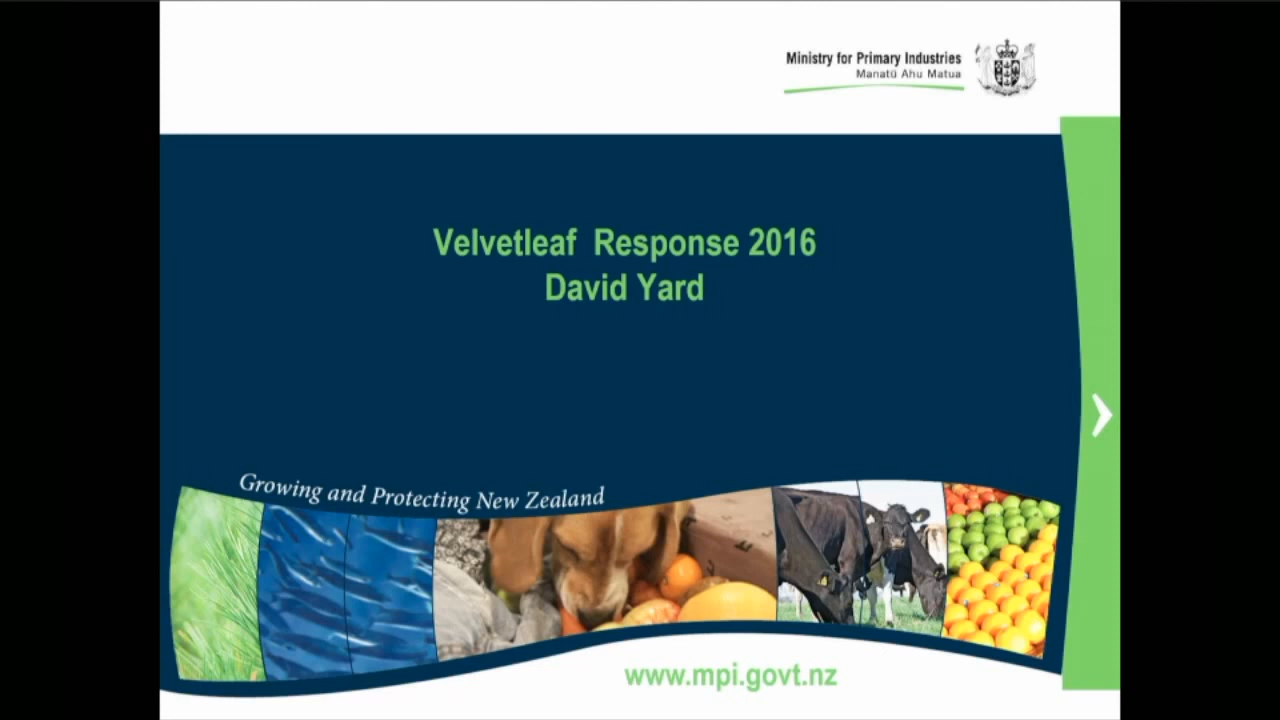 Ministry for Primary Industries
Manatū Ahu Matua
Velvetleaf Response 2016
David Yard
Growing and Protecting New Zealand
www.mpi.govt.nz